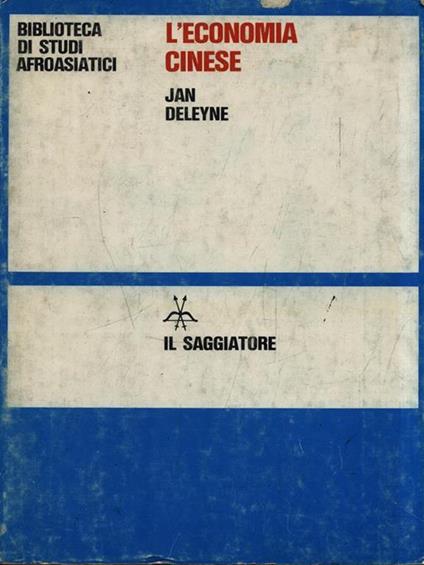 BIBLIOTECA
DI STUDI
AFROASIATICI
L'ECONOMIA
CINESE
JAN
DELEYNE
IL SAGGIATORE